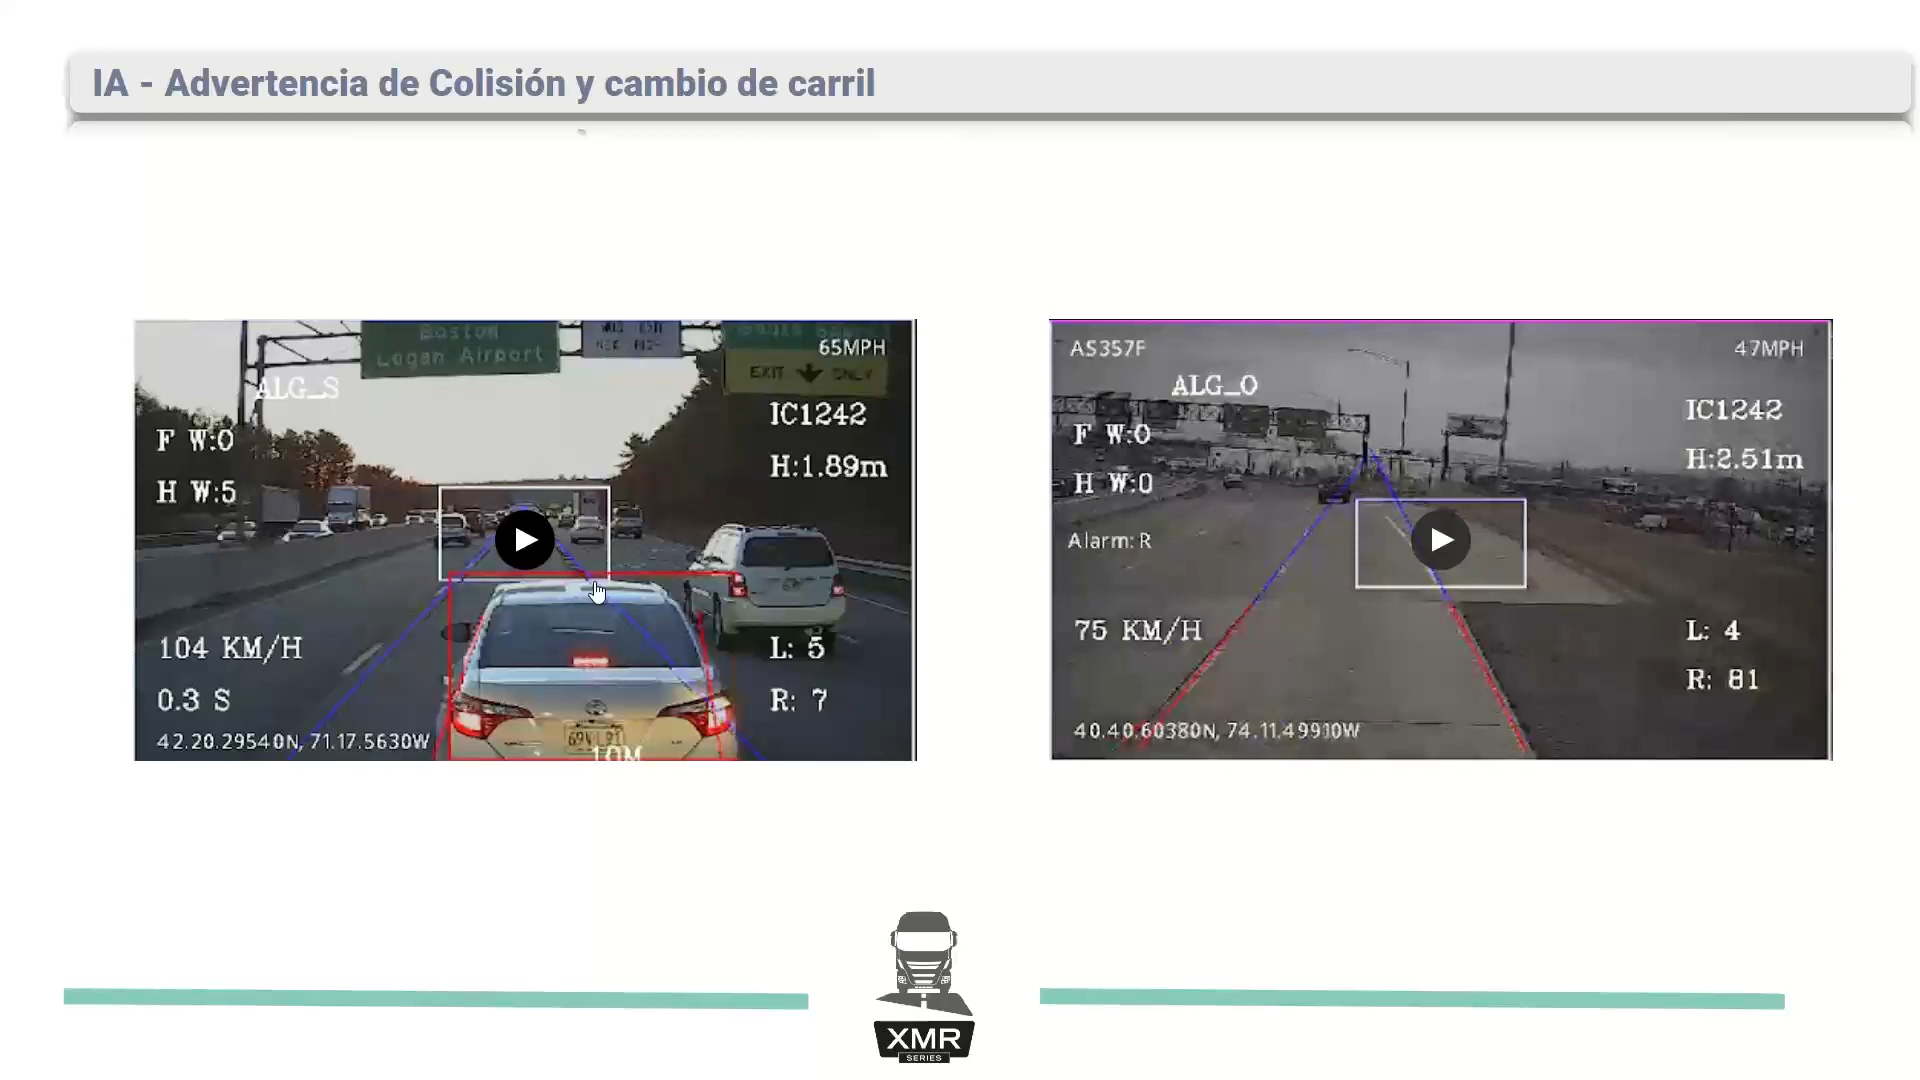 IA - Advertencia de Colisión y cambio de carril
Boston
Logan Airport
65MPH
EXIT ONLY
ALG_S
IC1242
F W:0
H:1.89m
H W:5
104 KM/H
L: 5
0.3 S
R: 7
42.20.29540N, 71.17.5630W
10M
AS357F
47MPH
ALG_O
IC1242
F W:0
H:2.51m
H W:0
Alarm: R
75 KM/H
L: 4
R: 81
40.40.60380N, 74.11.49910W
XMR
SERIES